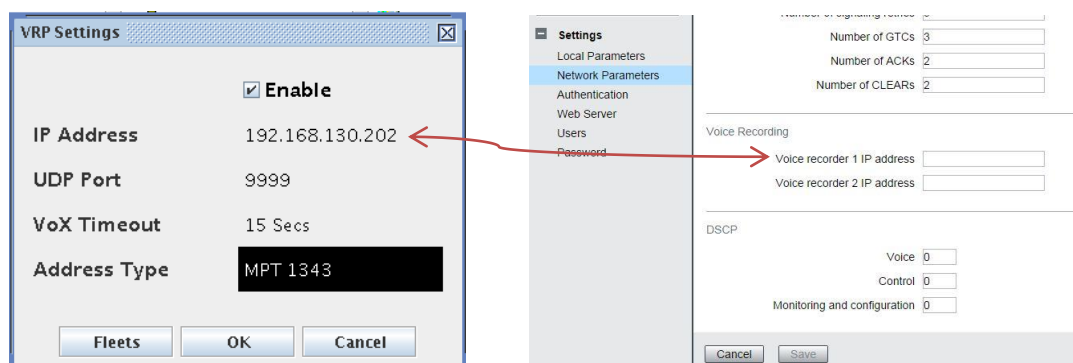 VRP Settings
Enable
IP Address 192.168.130.202
UDP Port 9999
VoX Timeout 15 Secs
Address Type MPT 1343
Fleets OK Cancel
Settings
Local Parameters
Network Parameters
Authentication
Web Server
Users
Password
Number of GTCs 3
Number of ACKs 2
Number of CLEARs 2
Voice Recording
Voice recorder 1 IP address
Voice recorder 2 IP address
DSCP
Voice 0
Control 0
Monitoring and configuration 0
Cancel Save